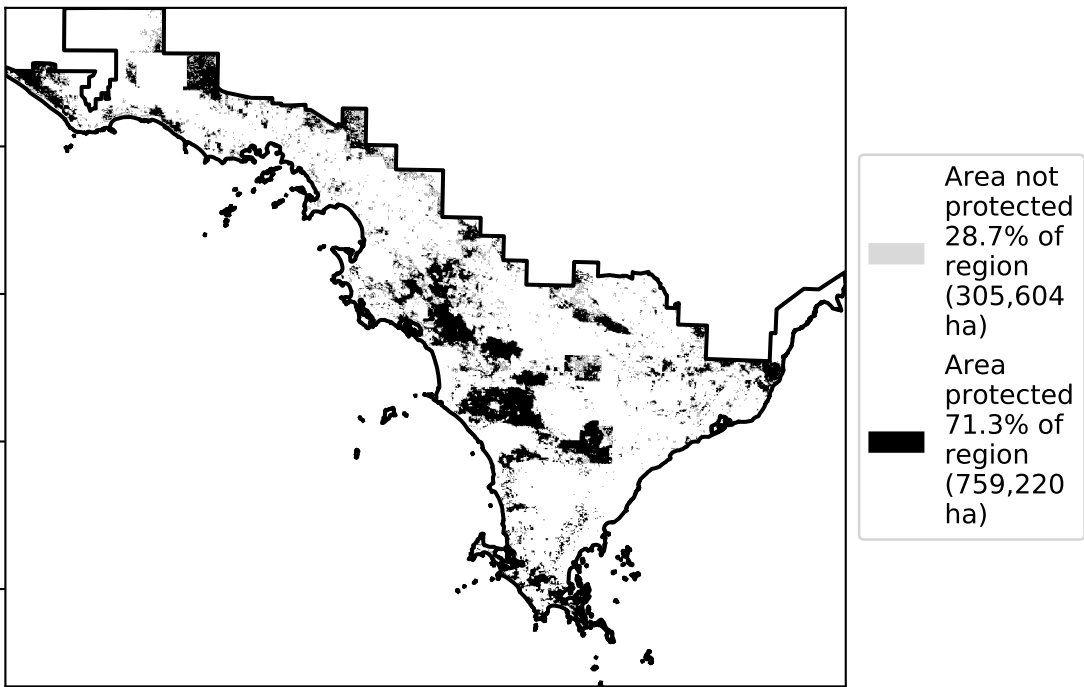 Area not
protected
28.7% of
region
(305,604
ha)
Area
protected
71.3% of
region
(759,220
ha)